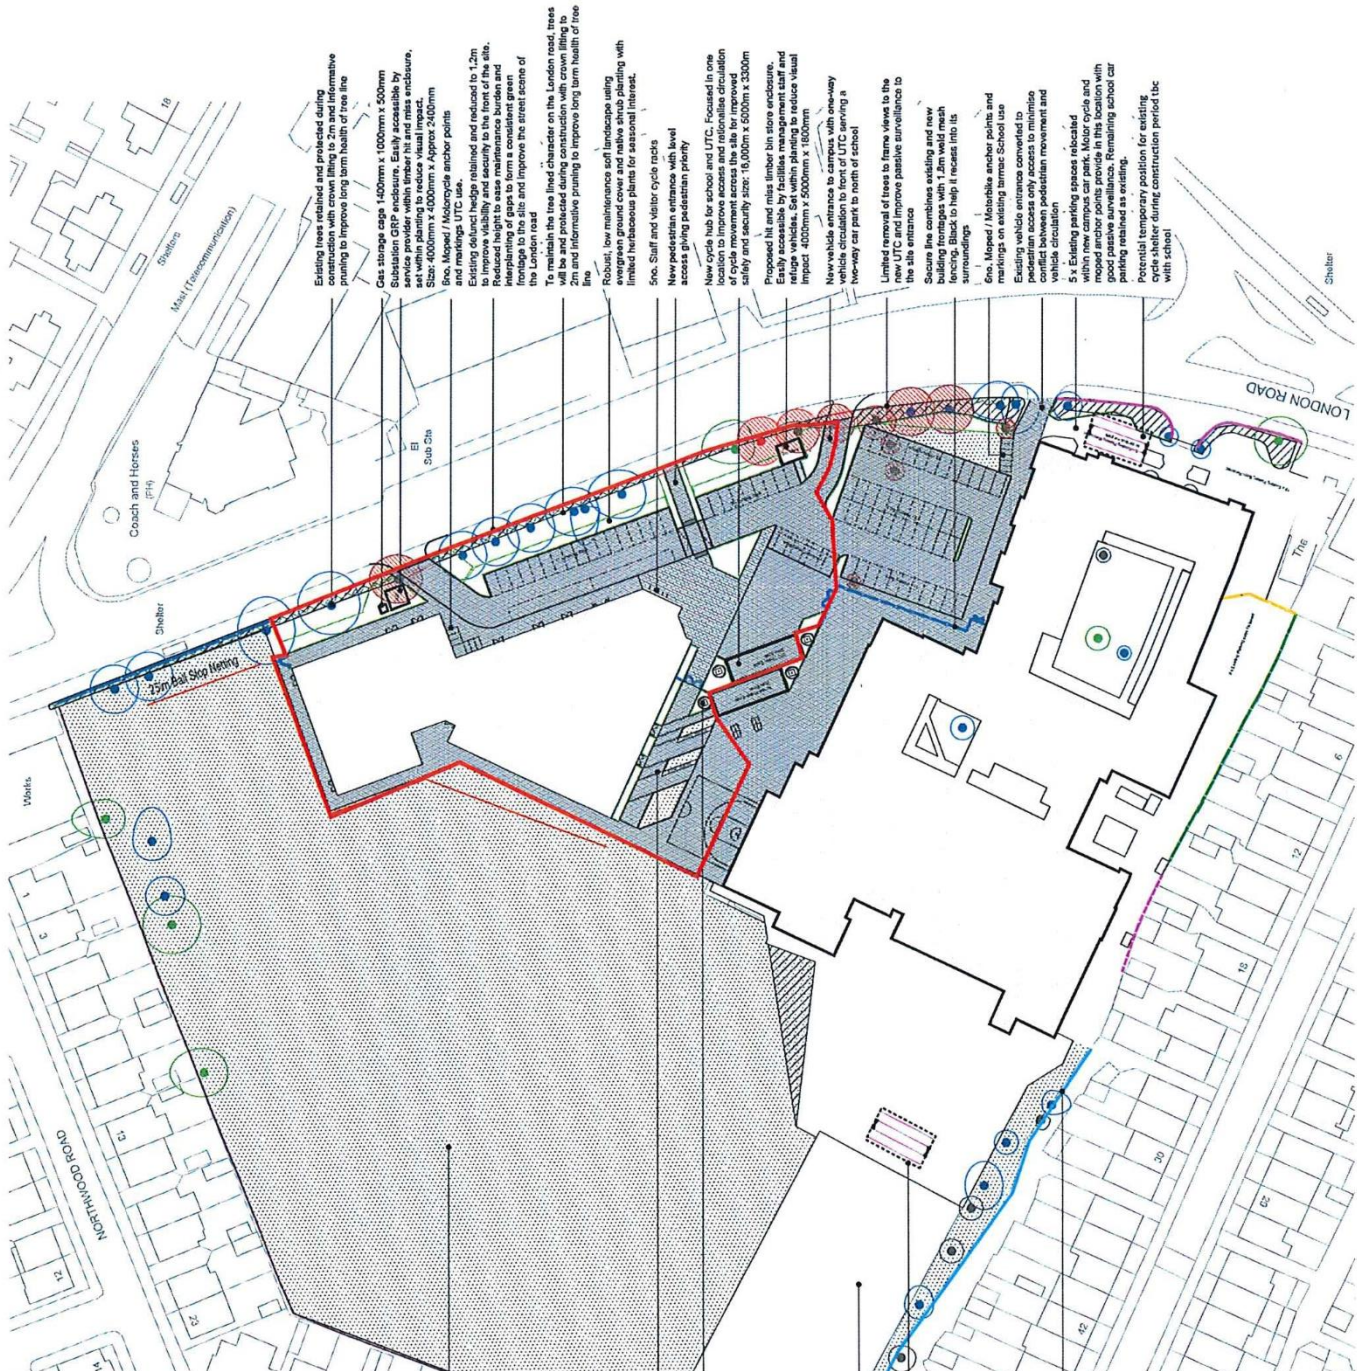 Existing trees retained and protected during
construction with crown lifting to 2m and informative
pruning to improve long term health of tree line
Gas storage cage 1400mm x 1000mm x 500mm
Substation GRP enclosure. Easily accessible by
service provider within timber hit and miss enclosure,
set within planting to reduce visual impact.
Size: 4000mm x 4000mm x Approx 2400mm
6no. Moped / Motorcycle anchor points
and markings UTC use.
Existing defunct hedge retained and reduced to 1.2m
to improve visibility and security to the front of the site.
Reduced height to ease maintenance burden and
interplanting of gaps to form a consistent green
frontage to the site and improve the street scene of
the London road
To maintain the tree lined character on the London road, trees
will be and protected during construction with crown lifting to
2m and informative pruning to improve long term health of tree
line
Robust, low maintenance soft landscape using
evergreen ground cover and native shrub planting with
limited herbaceous plants for seasonal interest.
5no. Staff and visitor cycle racks
New pedestrian entrance with level
access giving pedestrian priority
New cycle hub for school and UTC. Focused in one
location to improve access and rationalise circulation
of cycle movement across the site for improved
safety and security size: 16,000m x 6000m x 3300m
Proposed hit and miss timber bin store enclosure.
Easily accessible by facilities management staff and
refuge vehicles. Set within planting to reduce visual
impact 4000mm x 5000mm x 1800mm
New vehicle entrance to campus with one-way
vehicle circulation to front of UTC serving a
two-way car park to north of school
Limited removal of trees to frame views to the
new UTC and improve passive surveillance to
the site entrance
Secure line combines existing and new
building frontages with 1.8m weld mesh
fencing. Black to help it recess into its
surroundings
6no. Moped / Motorbike anchor points and
markings on existing tarmac School use
Existing vehicle entrance converted to
pedestrian access only access to minimise
conflict between pedestrian movement and
vehicle circulation
5 x Existing parking spaces relocated
within new campus car park. Motor cycle and
moped anchor points provide in this location with
good passive surveillance. Remaining school car
parking retained as existing.
Potential temporary position for existing
cycle shelter during construction period tbc
with school
18
Shelters
Mast (Telecommunication)
Coach and Horses
(PH)
El
Sub Sta
Shelter
Shelter
LONDON ROAD
25m Ball Stop Netting
Works
1
3
13
23
12
14
NORTHWOOD ROAD
The
6
12
18
30
42
29